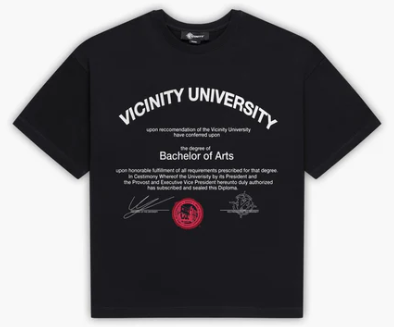 VICINITY UNIVERSITY
upon reccomendation of the Vicinity University
have conferred upon
the degree of
Bachelor of Arts
upon honorable fulfillment of all requirements prescribed for that degree.
In Cestimony Whereof the University by its President and
the Provost and Executive Vice President hereunto duly authorized
has subscribed and sealed this Diploma.